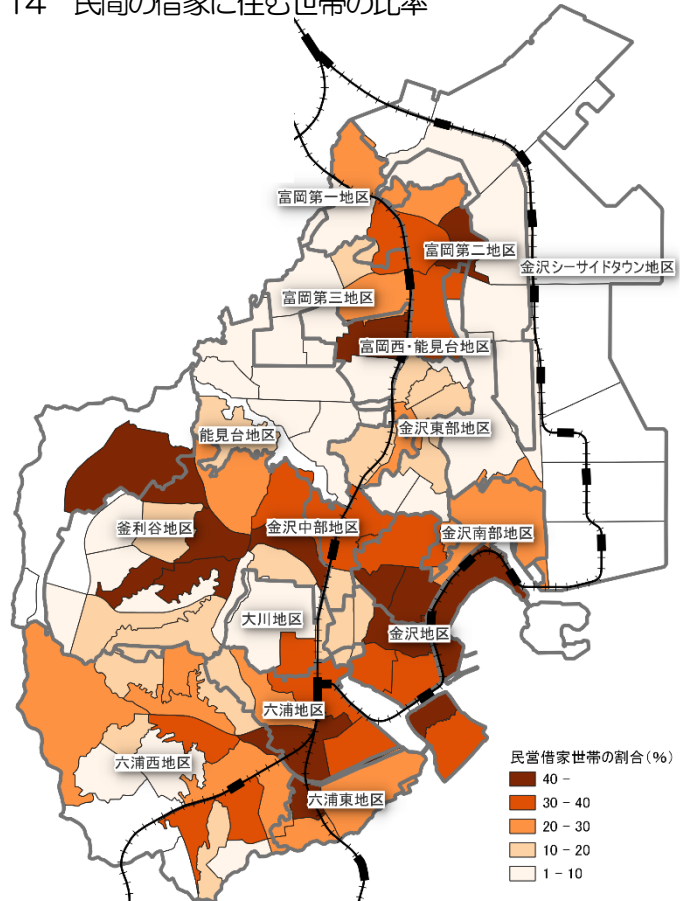 14 民間の借家に住む世帯の比率
富岡第一地区
富岡第二地区
金沢シーサイドタウン地区
富岡第三地区
富岡西・能見台地区
能見台地区
金沢東部地区
釜利谷地区
金沢中部地区
金沢南部地区
大川地区
金沢地区
六浦地区
六浦西地区
六浦東地区
民営借家世帯の割合(%)
40 -
30 - 40
20 - 30
10 - 20
1 - 10